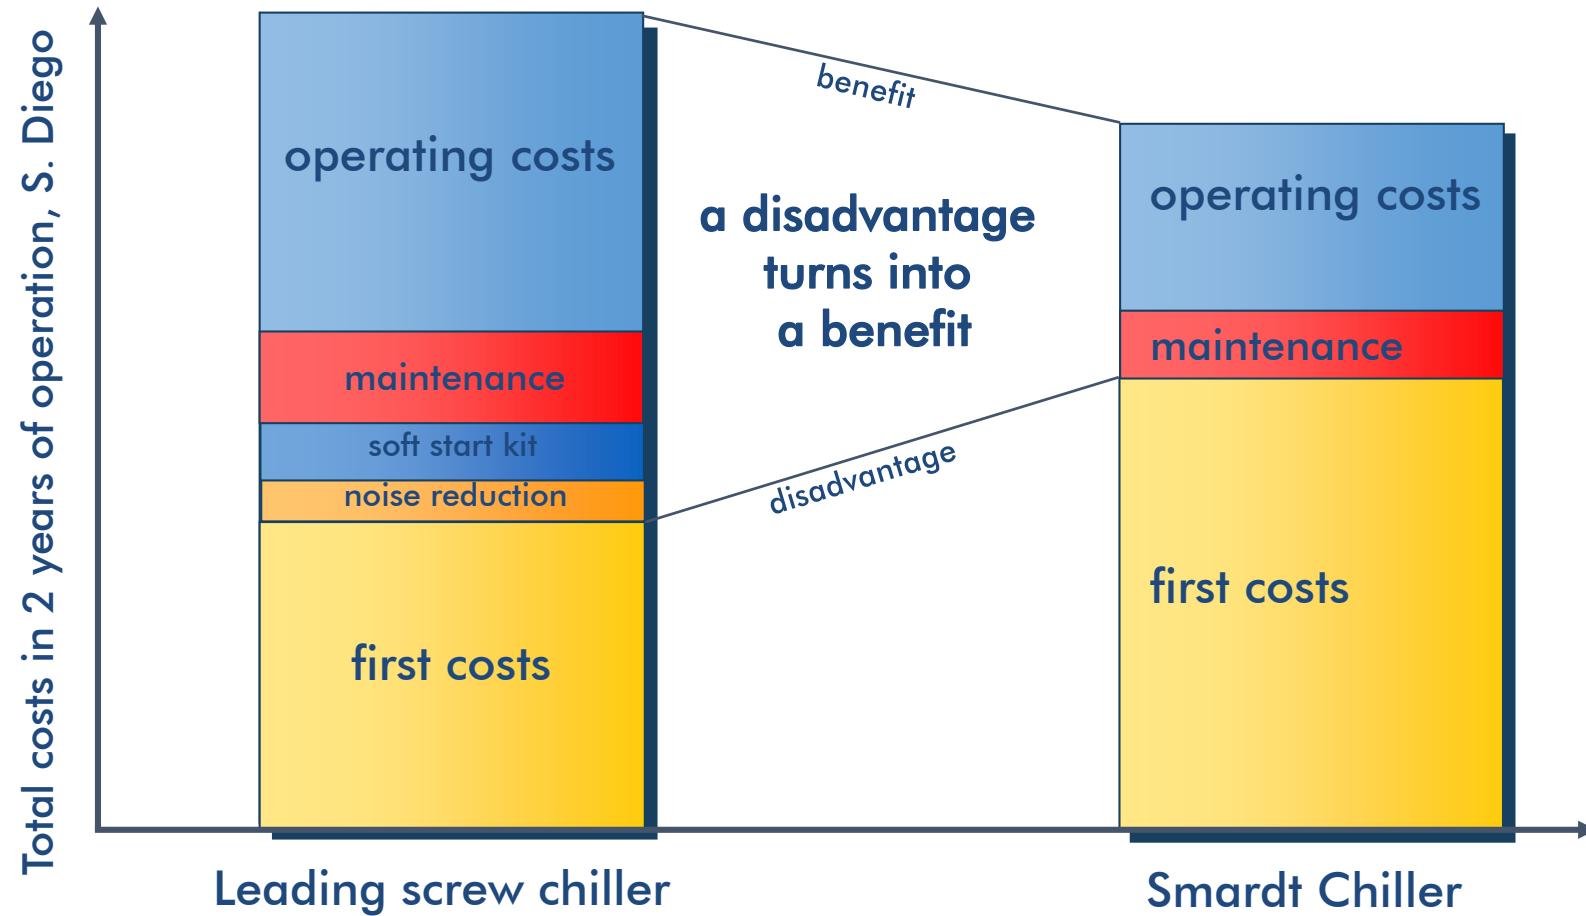 Total costs in 2 years of operation, S. Diego
operating costs
maintenance
soft start kit
noise reduction
first costs
benefit
a disadvantage
turns into
a benefit
disadvantage
operating costs
maintenance
first costs
Leading screw chiller
Smardt Chiller